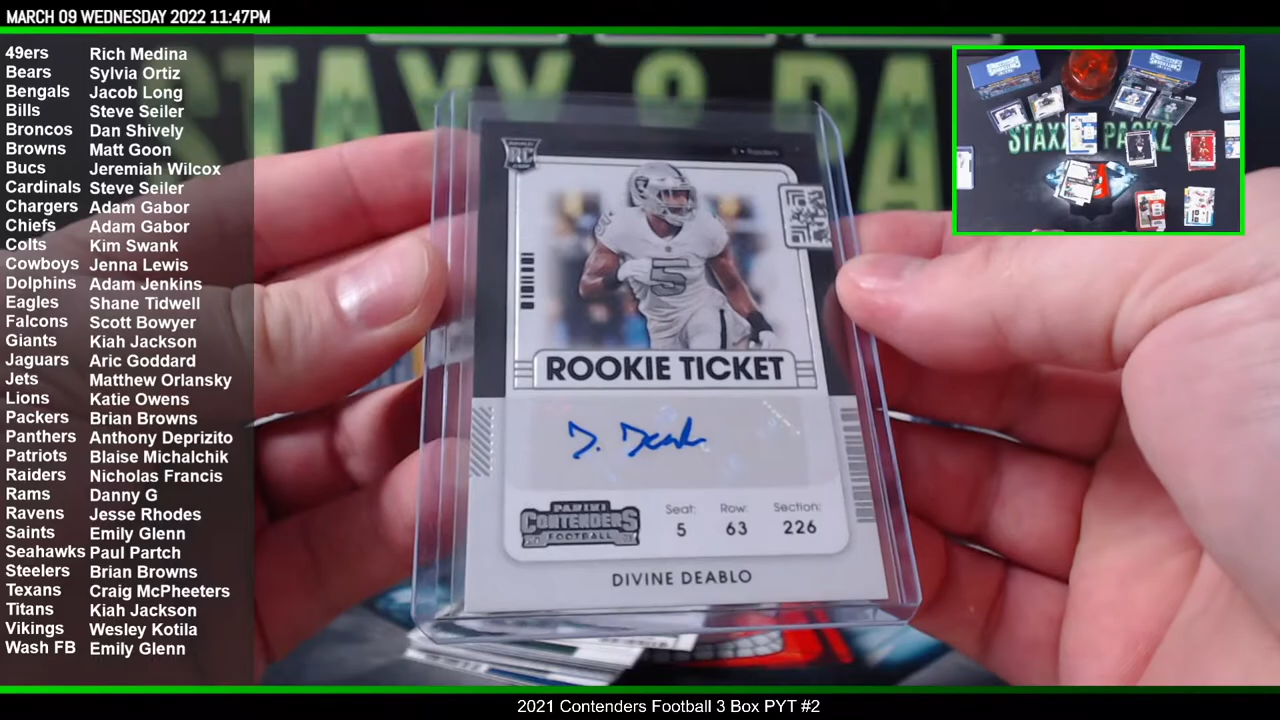 MARCH 09 WEDNESDAY 2022 11:47PM
49ers Rich Medina
Bears Sylvia Ortiz
Bengals Jacob Long
Bills Steve Seiler
Broncos Dan Shively
Browns Matt Goon
Bucs Jeremiah Wilcox
Cardinals Steve Seiler
Chargers Adam Gabor
Chiefs Adam Gabor
Colts Kim Swank
Cowboys Jenna Lewis
Dolphins Adam Jenkins
Eagles Shane Tidwell
Falcons Scott Bowyer
Giants Kiah Jackson
Jaguars Aric Goddard
Jets Matthew Orlansky
Lions Katie Owens
Packers Brian Browns
Panthers Anthony Deprizito
Patriots Blaise Michalchik
Raiders Nicholas Francis
Rams Danny G
Ravens Jesse Rhodes
Saints Emily Glenn
Seahawks Paul Partch
Steelers Brian Browns
Texans Craig McPheeters
Titans Kiah Jackson
Vikings Wesley Kotila
Wash FB Emily Glenn
RC
5
ROOKIE TICKET
D. Deablo
PANINI
CONTENDERS
FOOTBALL
Seat: Row: Section:
5 63 226
DIVINE DEABLO
STAXX PACKZ
2021 Contenders Football 3 Box PYT #2